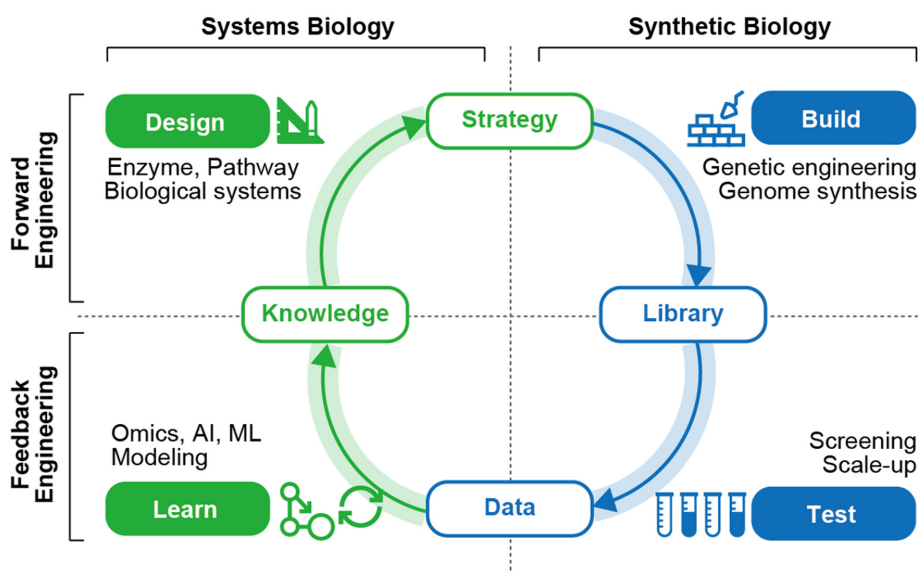 Systems Biology
Synthetic Biology
Forward
Engineering
Design
Enzyme, Pathway
Biological systems
Strategy
Build
Genetic engineering
Genome synthesis
Knowledge
Library
Feedback
Engineering
Omics, AI, ML
Modeling
Learn
Data
Screening
Scale-up
Test